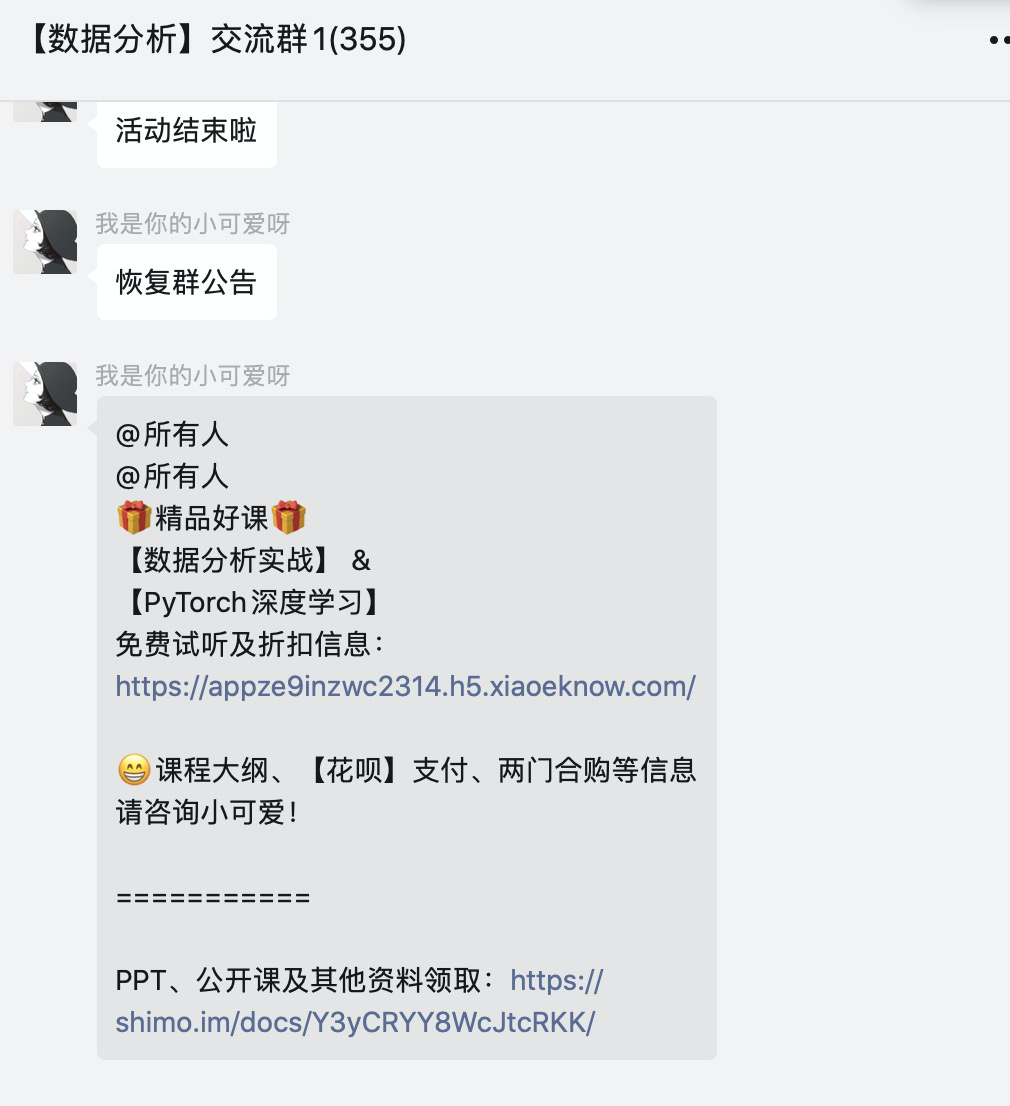 【数据分析】交流群1(355)
活动结束啦
我是你的小可爱呀
恢复群公告
我是你的小可爱呀
@所有人
@所有人
🎁精品好课🎁
【数据分析实战】 &
【PyTorch深度学习】
免费试听及折扣信息：
https://appze9inzwc2314.h5.xiaoeknow.com/
😁课程大纲、【花呗】支付、两门合购等信息
请咨询小可爱！
===========
PPT、公开课及其他资料领取：https://
shimo.im/docs/Y3yCRYY8WcJtcRKK/